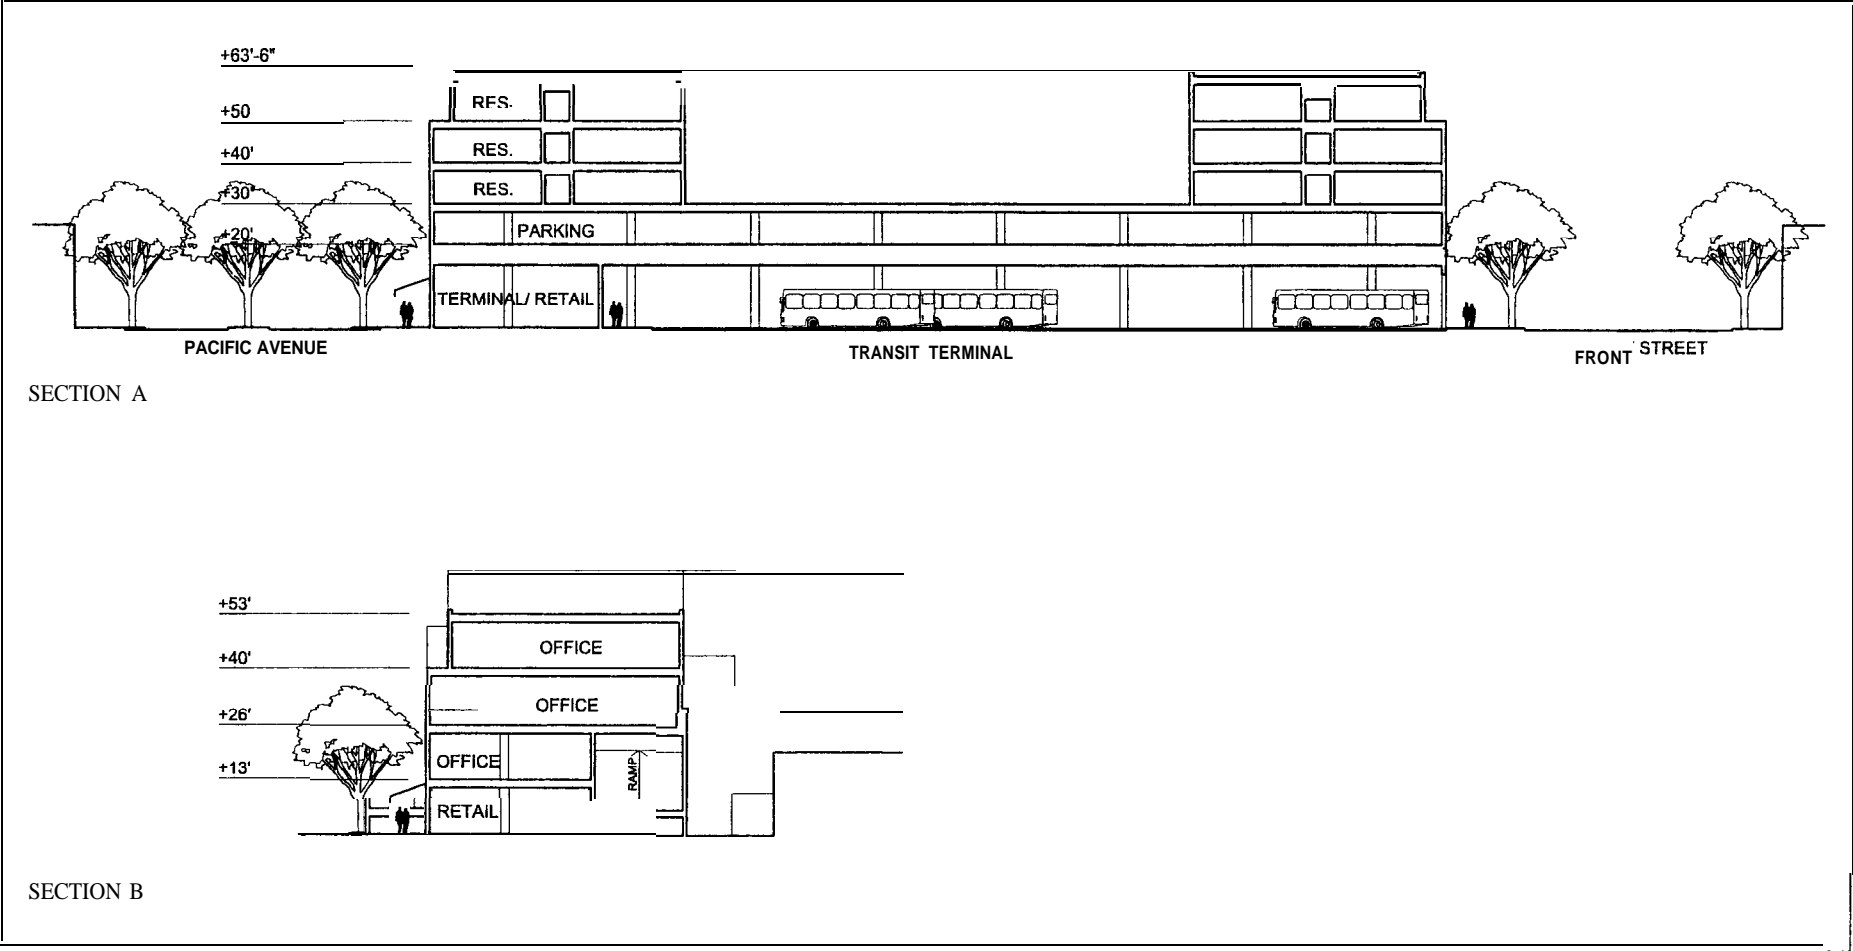 +63'-6"
RES.
+50
+40'
RES.
+30'
RES.
+20'
PARKING
TERMINAL/ RETAIL
PACIFIC AVENUE
TRANSIT TERMINAL
FRONT STREET
SECTION A
+53'
OFFICE
+40'
OFFICE
+26'
OFFICE
RAMP
+13'
RETAIL
SECTION B